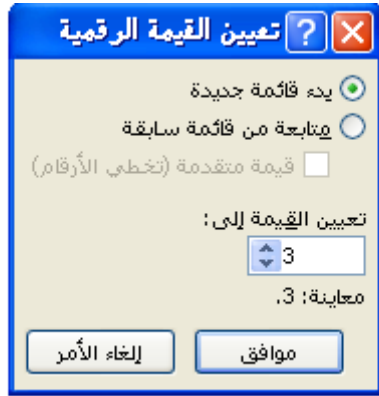 تعيين القيمة الرقمية
بدء قائمة جديدة
متابعة من قائمة سابقة
قيمة متقدمة (تخطي الأرقام)
تعيين القيمة إلى:
3
معاينة: 3.
موافق
إلغاء الأمر